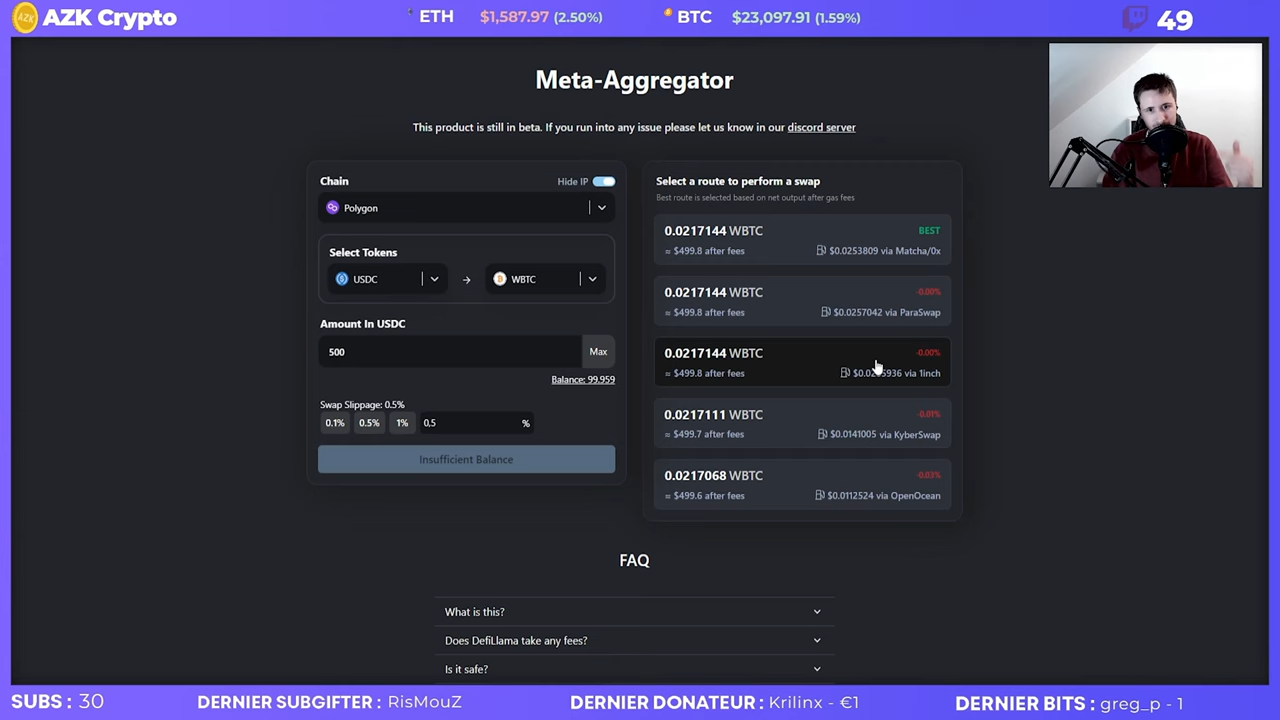 AZK Crypto
ETH $1,587.97 (2.50%)
BTC $23,097.91 (1.59%)
49
Meta-Aggregator
This product is still in beta. If you run into any issue please let us know in our discord server
Chain
Hide IP
Polygon
Select Tokens
USDC
WBTC
Amount In USDC
500
Max
Balance: 99.959
Swap Slippage: 0.5%
0.1%
0.5%
1%
0.5
%
Insufficient Balance
Select a route to perform a swap
Best route is selected based on net output after gas fees
0.0217144 WBTC
BEST
≈ $499.8 after fees
$0.0253809 via Matcha/0x
0.0217144 WBTC
-0.00%
≈ $499.8 after fees
$0.0257042 via ParaSwap
0.0217144 WBTC
-0.00%
≈ $499.8 after fees
via 1inch
0.0217111 WBTC
-0.01%
≈ $499.7 after fees
$0.0141005 via KyberSwap
0.0217068 WBTC
-0.03%
≈ $499.6 after fees
$0.0112524 via OpenOcean
FAQ
What is this?
Does DefiLlama take any fees?
Is it safe?
SUBS : 30
DERNIER SUBGIFTER : RisMouZ
DERNIER DONATEUR : Krilinx - €1
DERNIER BITS : greg_p - 1